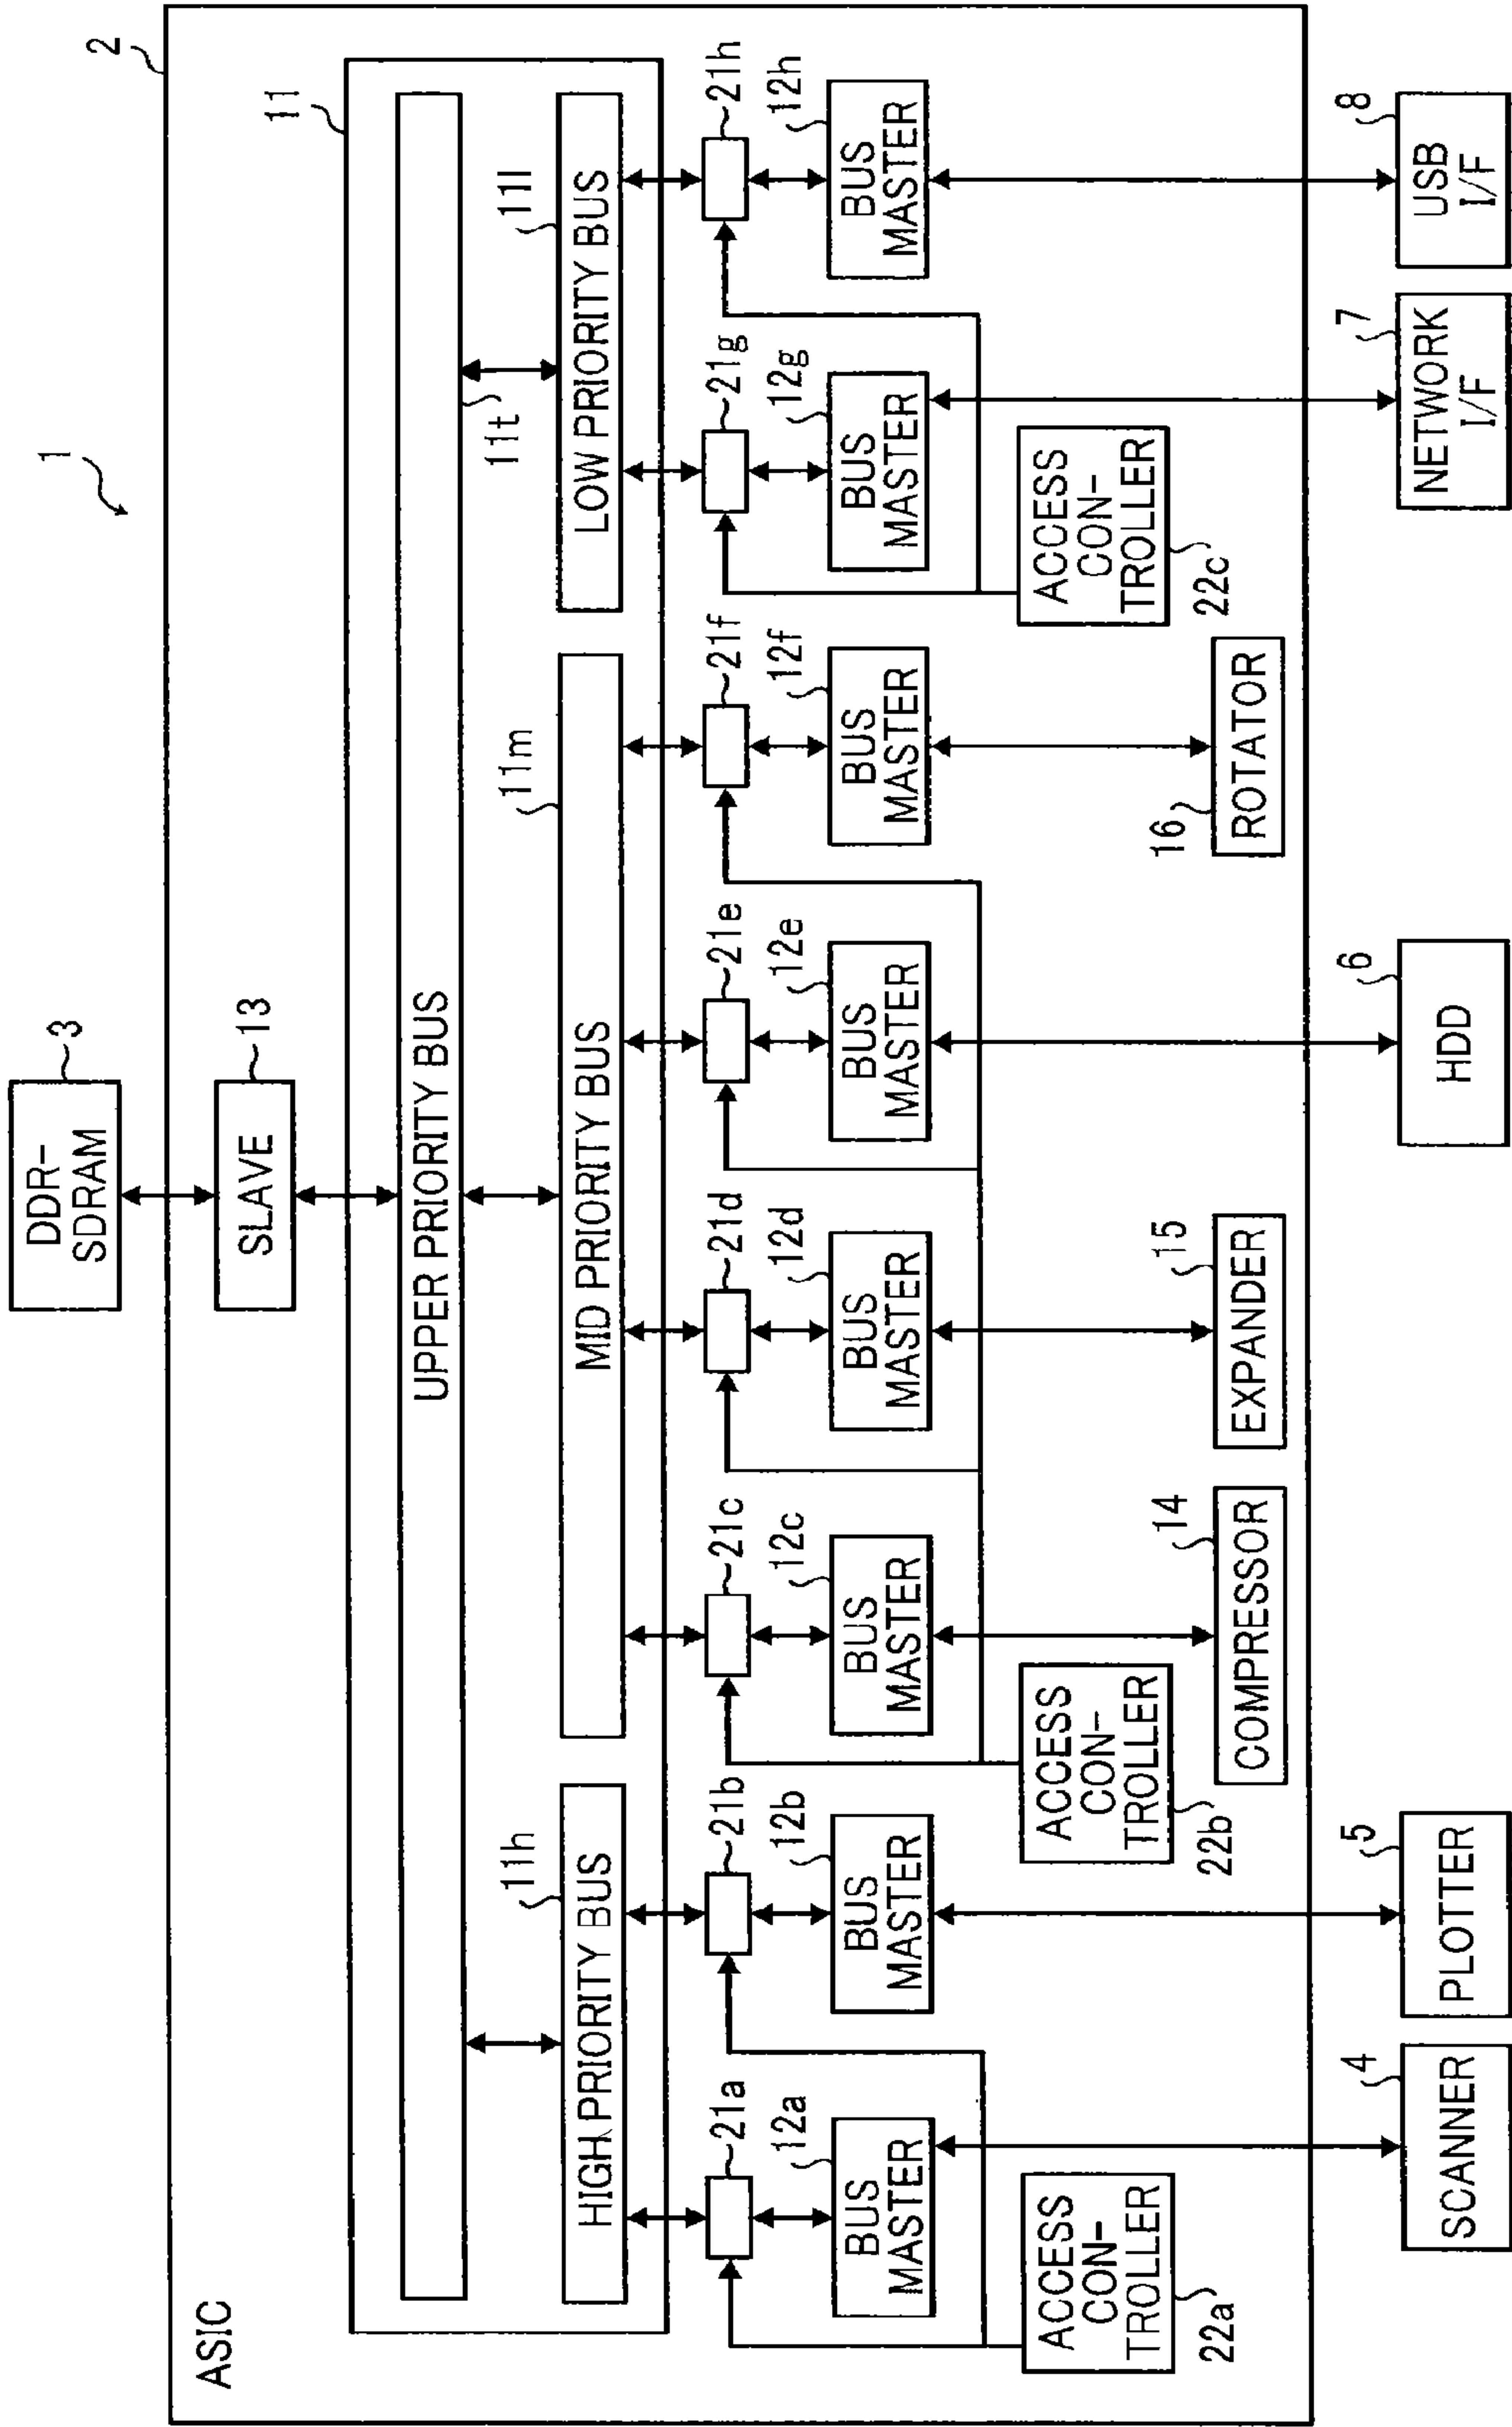 1
DDR-
SDRAM
3
2
ASIC
SLAVE
13
11
UPPER PRIORITY BUS
11t
HIGH PRIORITY BUS
11h
MID PRIORITY BUS
11m
LOW PRIORITY BUS
11l
21a
21b
21c
21d
21e
21f
21g
21h
12a
12b
12c
12d
12e
12f
12g
12h
BUS
MASTER
BUS
MASTER
BUS
MASTER
BUS
MASTER
BUS
MASTER
BUS
MASTER
BUS
MASTER
BUS
MASTER
ACCESS
CON-
TROLLER
22a
ACCESS
CON-
TROLLER
22b
ACCESS
CON-
TROLLER
22c
14
COMPRESSOR
15
EXPANDER
16
ROTATOR
4
SCANNER
5
PLOTTER
6
HDD
7
NETWORK
I/F
8
USB
I/F